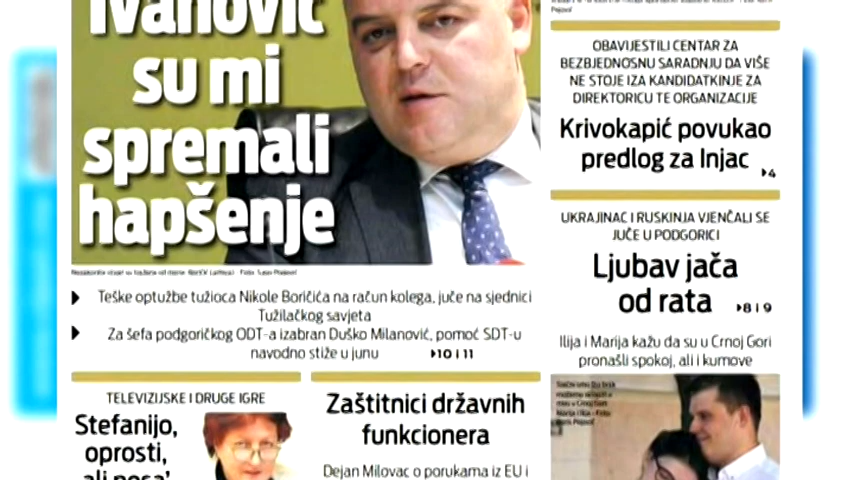 Ivanović
su mi
spremali
hapšenje
Teške optužbe tužioca Nikole Boričića na račun kolega, juče na sjednici
Tužilačkog savjeta
Za šefa podgoričkog ODT-a izabran Duško Milanović, pomoć SDT-u
navodno stiže u junu
10 i 11
TELEVIZIJSKE I DRUGE IGRE
Stefanijo,
oprosti,
ali nosa'
Zaštitnici državnih
funkcionera
Dejan Milovac o porukama iz EU i
OBAVIJESTILI CENTAR ZA
BEZBJEDNOSNU SARADNJU DA VIŠE
NE STOJE IZA KANDIDATKINJE ZA
DIREKTORICU TE ORGANIZACIJE
Krivokapić povukao
predlog za Injac
4
UKRAJINAC I RUSKINJA VJENČALI SE
JUČE U PODGORICI
Ljubav jača
od rata
8 i 9
Ilija i Marija kažu da su u Crnoj Gori
pronašli spokoj, ali i kumove